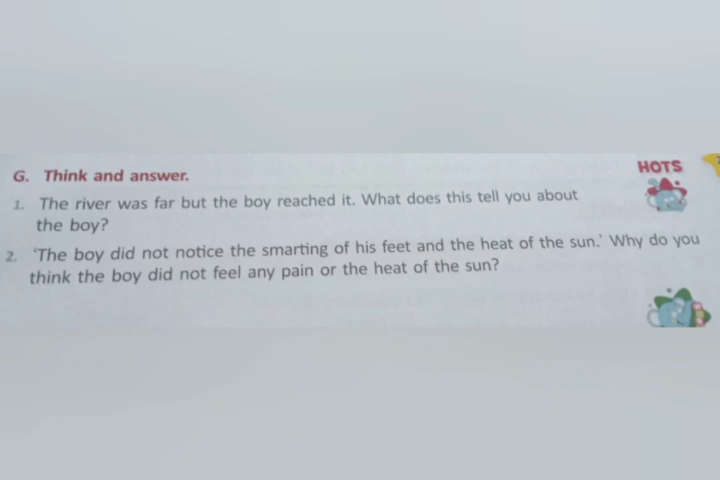 HOTS
G. Think and answer.
1. The river was far but the boy reached it. What does this tell you about
the boy?
2. 'The boy did not notice the smarting of his feet and the heat of the sun.' Why do you
think the boy did not feel any pain or the heat of the sun?